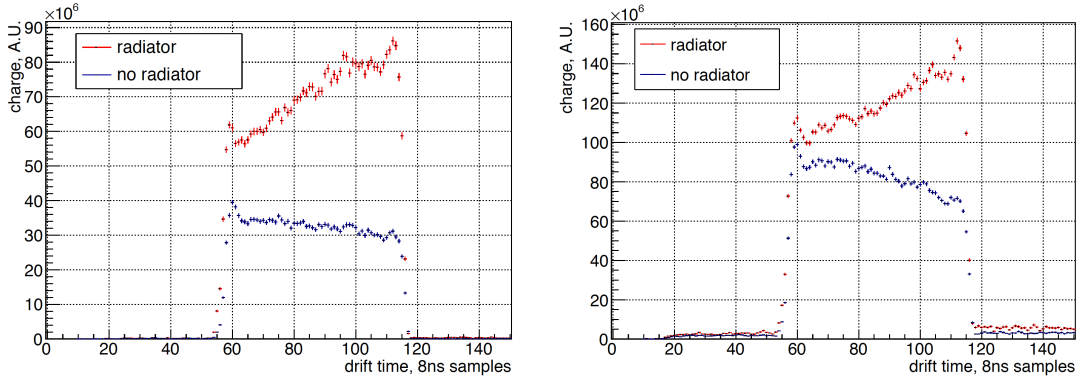 ×10⁶
charge, A.U.
90
80
70
60
50
40
30
20
10
0
radiator
no radiator
0 20 40 60 80 100 120 140
drift time, 8ns samples
×10⁶
charge, A.U.
160
140
120
100
80
60
40
20
0
radiator
no radiator
0 20 40 60 80 100 120 140
drift time, 8ns samples